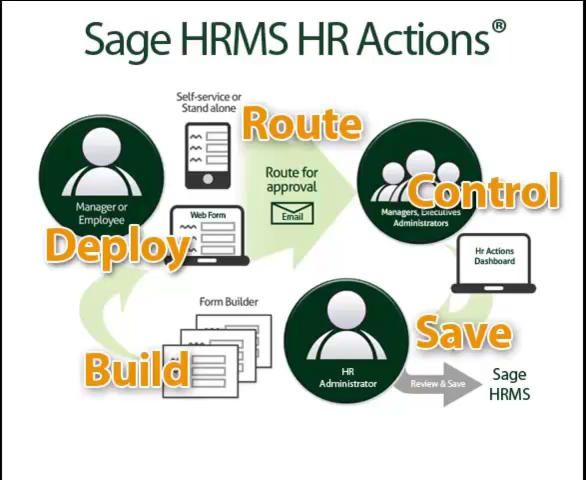 Sage HRMS HR Actions®
Self-service or
Stand alone
Route
Manager or
Employee
Web Form
Deploy
Route for
approval
Email
Control
Managers, Executives
Administrators
Hr Actions
Dashboard
Form Builder
Build
HR
Administrator
Save
Review & Save
Sage
HRMS